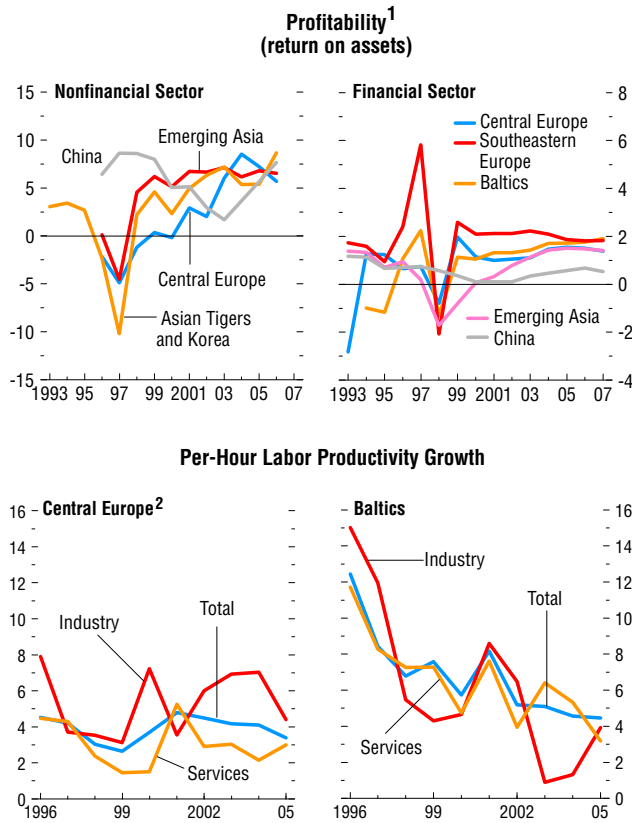 Profitability1
(return on assets)
Nonfinancial Sector
15
10
5
0
-5
-10
-15
China
Emerging Asia
Central Europe
Asian Tigers
and Korea
1993 95 97 99 2001 03 05 07
Financial Sector
8
6
4
2
0
-2
-4
Central Europe
Southeastern
Europe
Baltics
Emerging Asia
China
1993 95 97 99 2001 03 05 07
Per-Hour Labor Productivity Growth
Central Europe2
16
14
12
10
8
6
4
2
0
Industry
Total
Services
1996 99 2002 05
Baltics
16
14
12
10
8
6
4
2
0
Industry
Total
Services
1996 99 2002 05